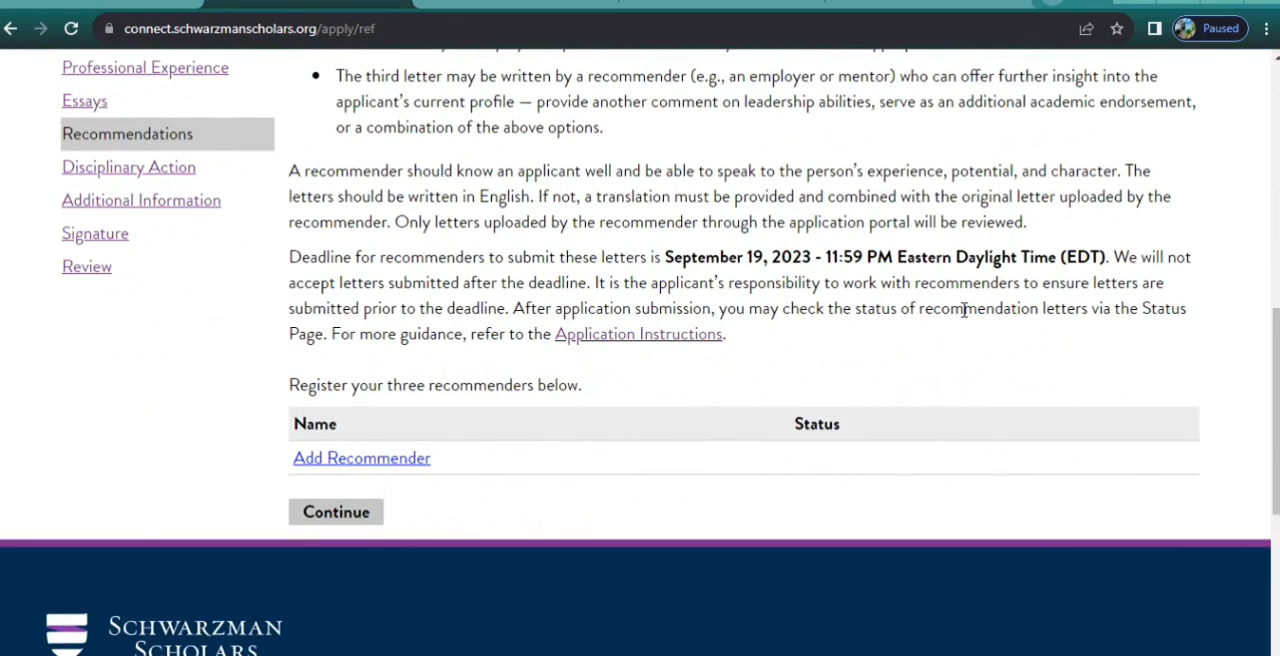 connect.schwarzmanscholars.org/apply/ref
Paused
Professional Experience
Essays
Recommendations
Disciplinary Action
Additional Information
Signature
Review
• The third letter may be written by a recommender (e.g., an employer or mentor) who can offer further insight into the
applicant's current profile — provide another comment on leadership abilities, serve as an additional academic endorsement,
or a combination of the above options.
A recommender should know an applicant well and be able to speak to the person's experience, potential, and character. The
letters should be written in English. If not, a translation must be provided and combined with the original letter uploaded by the
recommender. Only letters uploaded by the recommender through the application portal will be reviewed.
Deadline for recommenders to submit these letters is September 19, 2023 - 11:59 PM Eastern Daylight Time (EDT). We will not
accept letters submitted after the deadline. It is the applicant's responsibility to work with recommenders to ensure letters are
submitted prior to the deadline. After application submission, you may check the status of recommendation letters via the Status
Page. For more guidance, refer to the Application Instructions.
Register your three recommenders below.
Name Status
Add Recommender
Continue
SCHWARZMAN
SCHOLARS